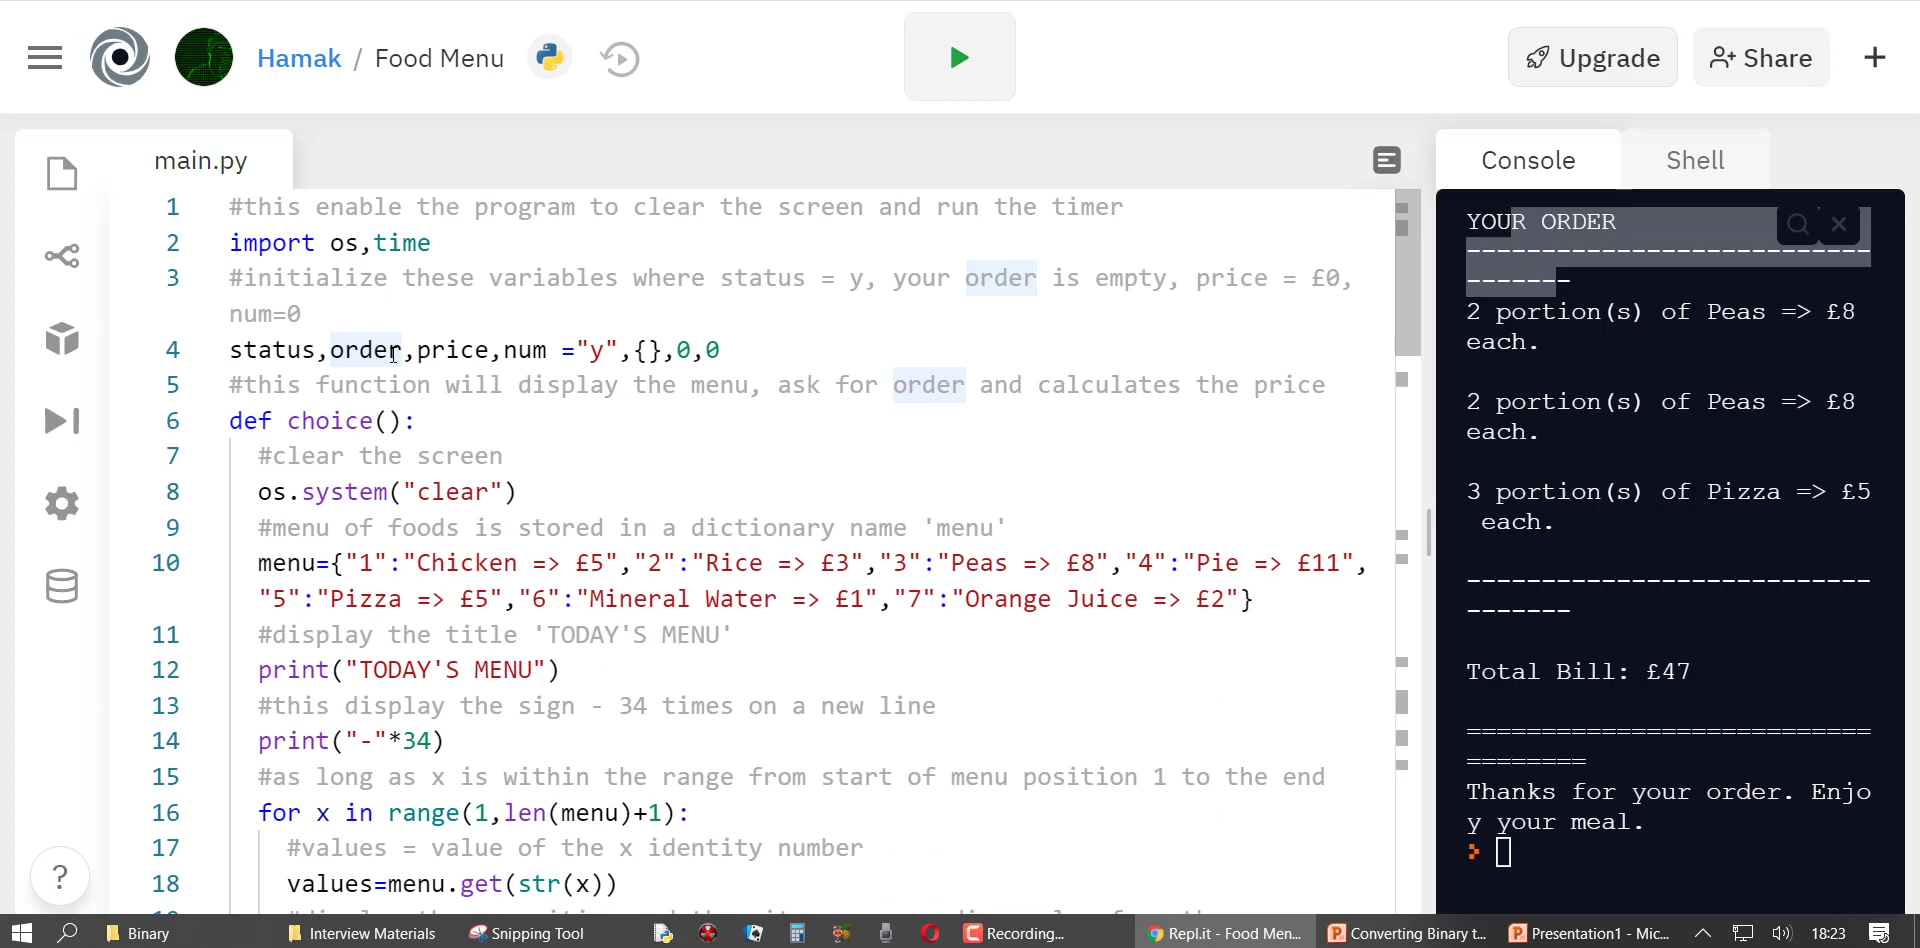 Hamak / Food Menu
Upgrade
Share
main.py
Console
Shell
1 #this enable the program to clear the screen and run the timer
2 import os,time
3 #initialize these variables where status = y, your order is empty, price = £0,
num=0
4 status,order,price,num ="y",{},0,0
5 #this function will display the menu, ask for order and calculates the price
6 def choice():
7 #clear the screen
8 os.system("clear")
9 #menu of foods is stored in a dictionary name 'menu'
10 menu={"1":"Chicken => £5","2":"Rice => £3","3":"Peas => £8","4":"Pie => £11",
"5":"Pizza => £5","6":"Mineral Water => £1","7":"Orange Juice => £2"}
11 #display the title 'TODAY'S MENU'
12 print("TODAY'S MENU")
13 #this display the sign - 34 times on a new line
14 print("-"*34)
15 #as long as x is within the range from start of menu position 1 to the end
16 for x in range(1,len(menu)+1):
17 #values = value of the x identity number
18 values=menu.get(str(x))
YOUR ORDER
---------------------------
-------
2 portion(s) of Peas => £8
each.
2 portion(s) of Peas => £8
each.
3 portion(s) of Pizza => £5
each.
---------------------------
-------
Total Bill: £47
===========================
========
Thanks for your order. Enjo
y your meal.
?
Binary
Interview Materials
Snipping Tool
Recording...
Repl.it - Food Men...
Converting Binary t...
Presentation1 - Mic...
18:23